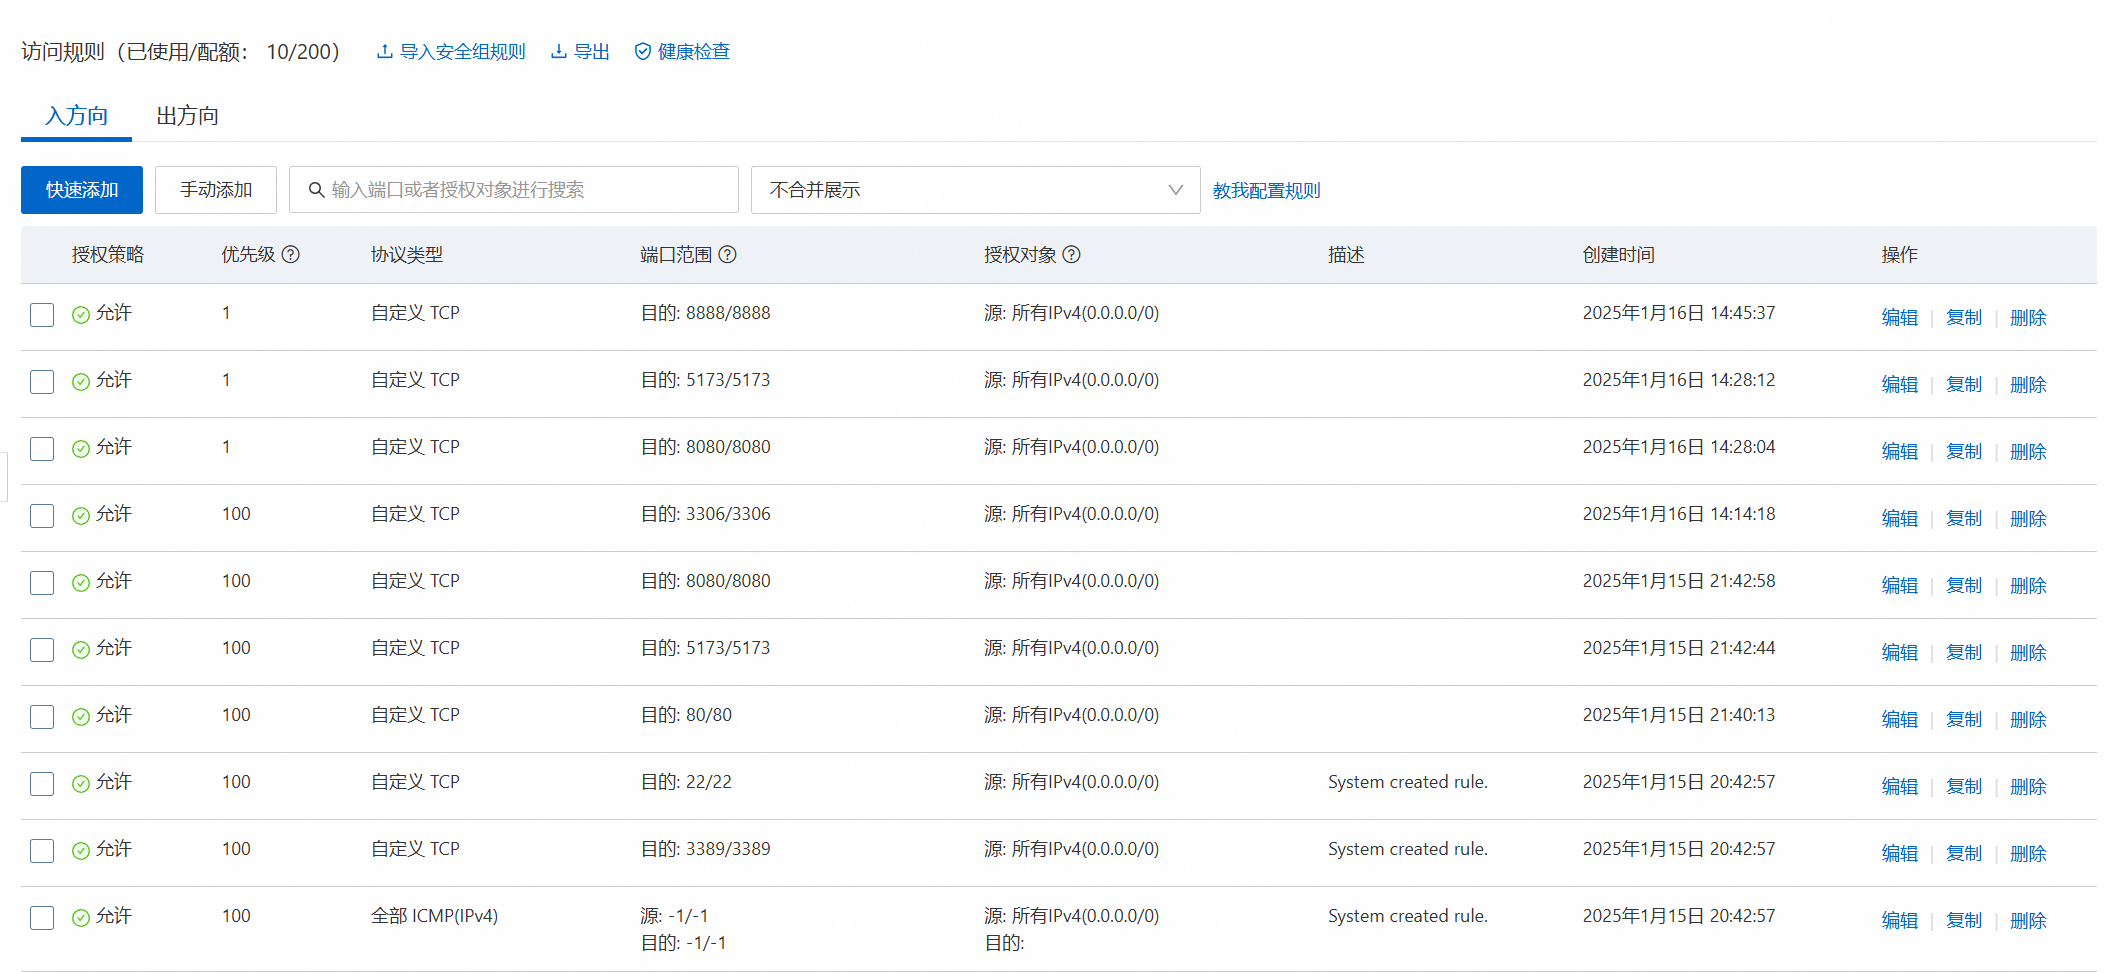 访问规则（已使用/配额： 10/200） 导入安全组规则 导出 健康检查
入方向 出方向
快速添加 手动添加 输入端口或者授权对象进行搜索 不合并展示 教我配置规则
授权策略 优先级 协议类型 端口范围 授权对象 描述 创建时间 操作
允许 1 自定义 TCP 目的: 8888/8888 源: 所有IPv4(0.0.0.0/0) 2025年1月16日 14:45:37 编辑 | 复制 | 删除
允许 1 自定义 TCP 目的: 5173/5173 源: 所有IPv4(0.0.0.0/0) 2025年1月16日 14:28:12 编辑 | 复制 | 删除
允许 1 自定义 TCP 目的: 8080/8080 源: 所有IPv4(0.0.0.0/0) 2025年1月16日 14:28:04 编辑 | 复制 | 删除
允许 100 自定义 TCP 目的: 3306/3306 源: 所有IPv4(0.0.0.0/0) 2025年1月16日 14:14:18 编辑 | 复制 | 删除
允许 100 自定义 TCP 目的: 8080/8080 源: 所有IPv4(0.0.0.0/0) 2025年1月15日 21:42:58 编辑 | 复制 | 删除
允许 100 自定义 TCP 目的: 5173/5173 源: 所有IPv4(0.0.0.0/0) 2025年1月15日 21:42:44 编辑 | 复制 | 删除
允许 100 自定义 TCP 目的: 80/80 源: 所有IPv4(0.0.0.0/0) 2025年1月15日 21:40:13 编辑 | 复制 | 删除
允许 100 自定义 TCP 目的: 22/22 源: 所有IPv4(0.0.0.0/0) System created rule. 2025年1月15日 20:42:57 编辑 | 复制 | 删除
允许 100 自定义 TCP 目的: 3389/3389 源: 所有IPv4(0.0.0.0/0) System created rule. 2025年1月15日 20:42:57 编辑 | 复制 | 删除
允许 100 全部 ICMP(IPv4) 源: -1/-1 源: 所有IPv4(0.0.0.0/0) System created rule. 2025年1月15日 20:42:57 编辑 | 复制 | 删除
目的: -1/-1 目的: